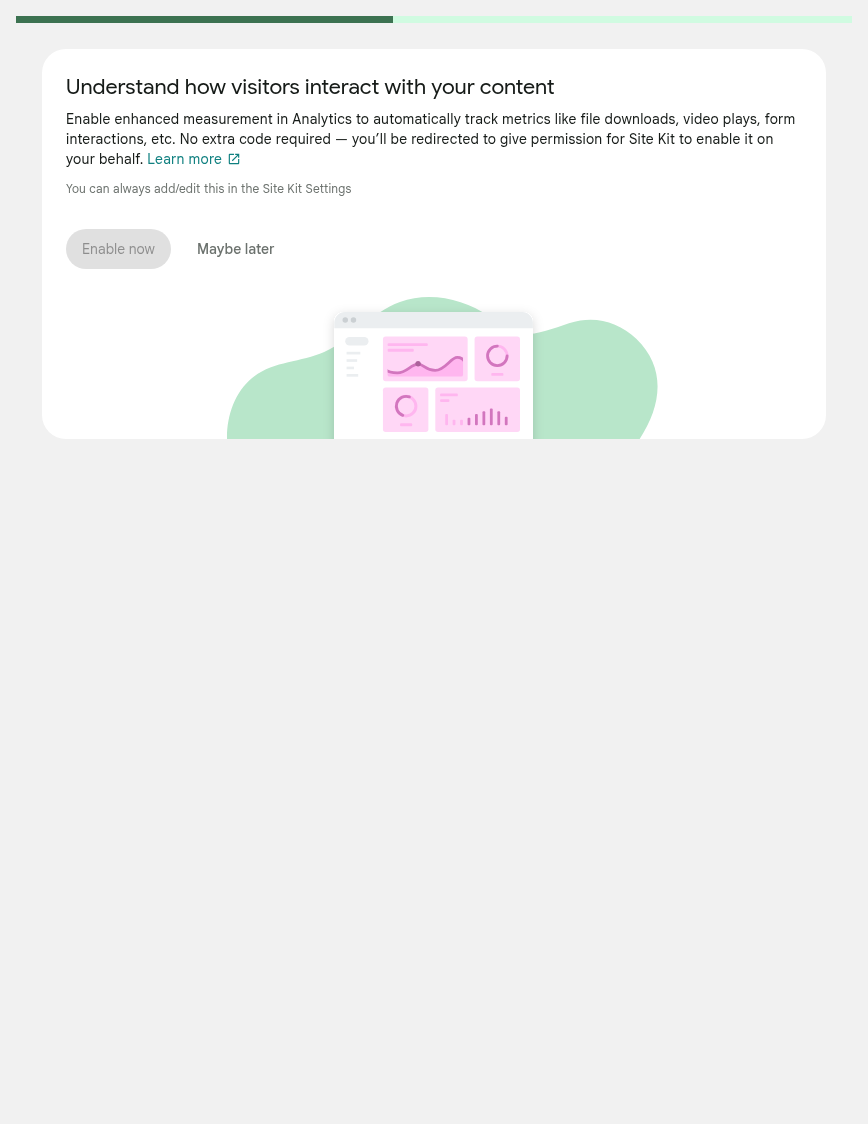 Understand how visitors interact with your content
Enable enhanced measurement in Analytics to automatically track metrics like file downloads, video plays, form
interactions, etc. No extra code required — you’ll be redirected to give permission for Site Kit to enable it on
your behalf. Learn more
You can always add/edit this in the Site Kit Settings
Enable now Maybe later